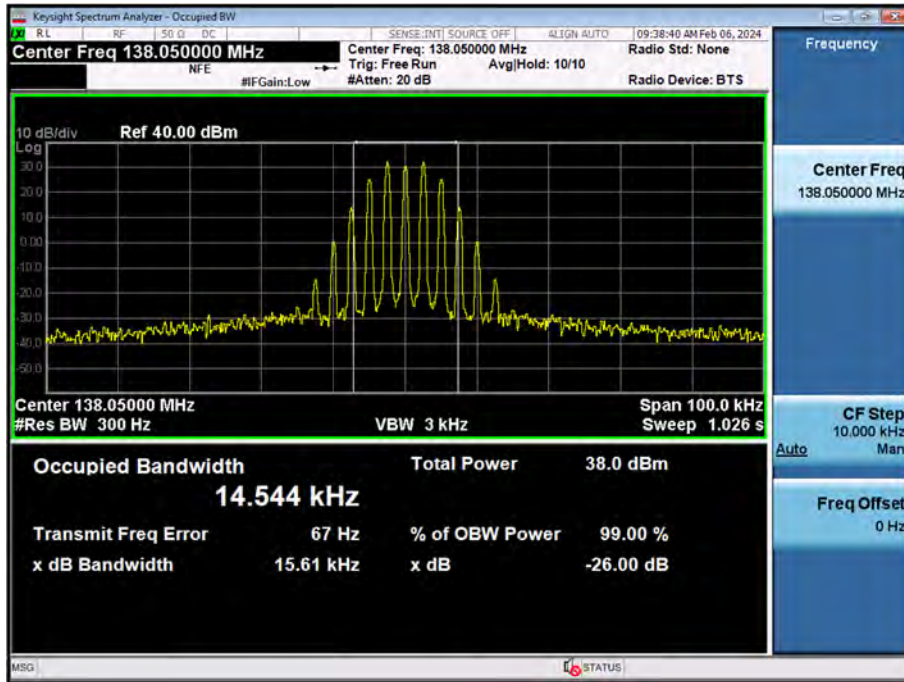 Keysight Spectrum Analyzer - Occupied BW
LXI RL RF 50 Ω DC SENSE:INT SOURCE OFF ALIGN AUTO 09:38:40 AM Feb 06, 2024
Center Freq 138.050000 MHz
NFE
#IFGain:Low
Center Freq: 138.050000 MHz
Trig: Free Run Avg|Hold: 10/10
#Atten: 20 dB
Radio Std: None
Radio Device: BTS
10 dB/div Ref 40.00 dBm
Log
30.0
20.0
10.0
0.00
-10.0
-20.0
-30.0
-40.0
-50.0
Center 138.05000 MHz Span 100.0 kHz
#Res BW 300 Hz VBW 3 kHz Sweep 1.026 s
Occupied Bandwidth Total Power 38.0 dBm
14.544 kHz
Transmit Freq Error 67 Hz % of OBW Power 99.00 %
x dB Bandwidth 15.61 kHz x dB -26.00 dB
Frequency
Center Freq
138.050000 MHz
CF Step
10.000 kHz
Auto Man
Freq Offset
0 Hz
MSG STATUS